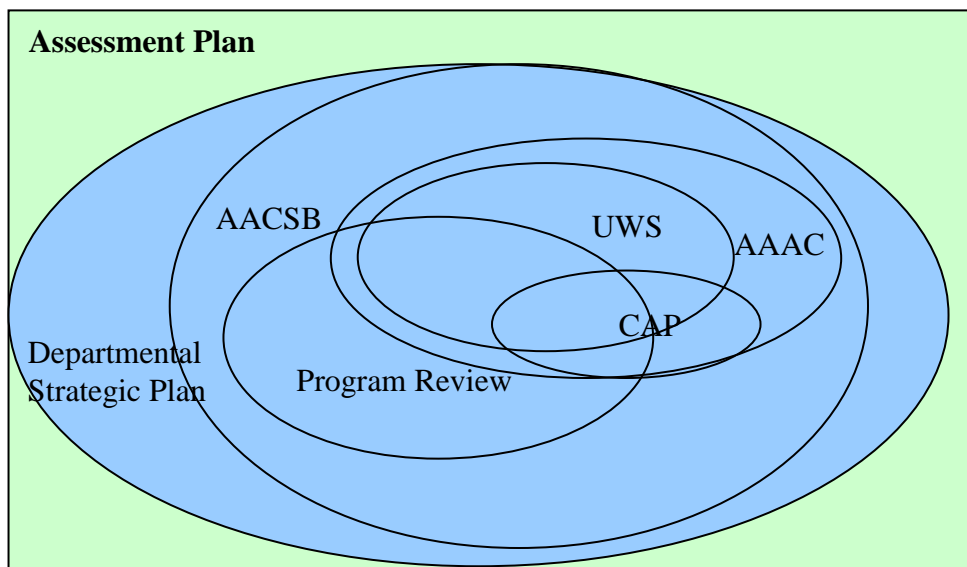 Assessment Plan
AACSB
UWS
AAAC
CAP
Departmental
Strategic Plan
Program Review